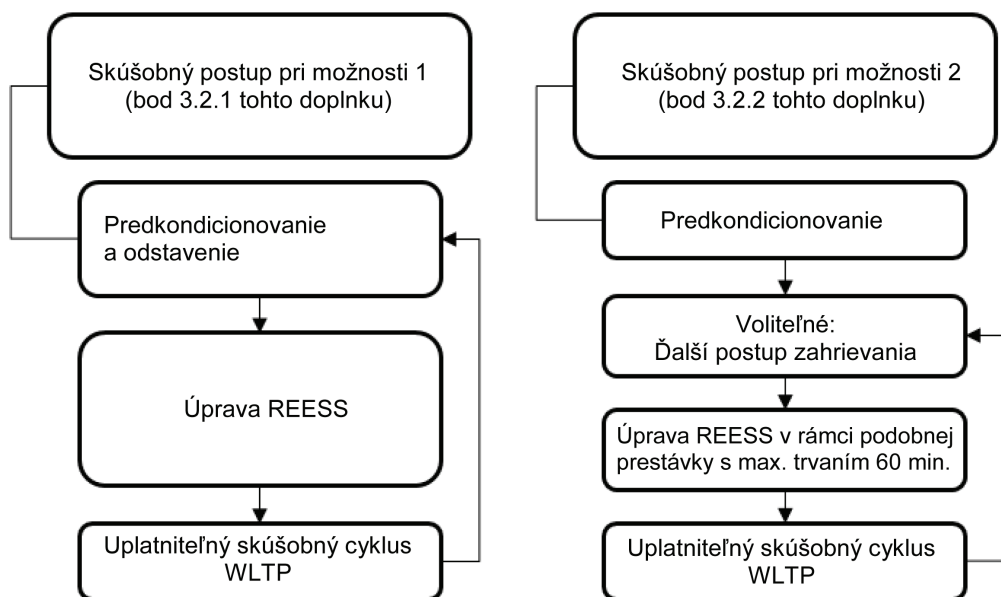 Skúšobný postup pri možnosti 1
(bod 3.2.1 tohto doplnku)
Predkondicionovanie
a odstavenie
Úprava REESS
Uplatniteľný skúšobný cyklus
WLTP
Skúšobný postup pri možnosti 2
(bod 3.2.2 tohto doplnku)
Predkondicionovanie
Voliteľné:
Ďalší postup zahrievania
Úprava REESS v rámci podobnej
prestávky s max. trvaním 60 min.
Uplatniteľný skúšobný cyklus
WLTP